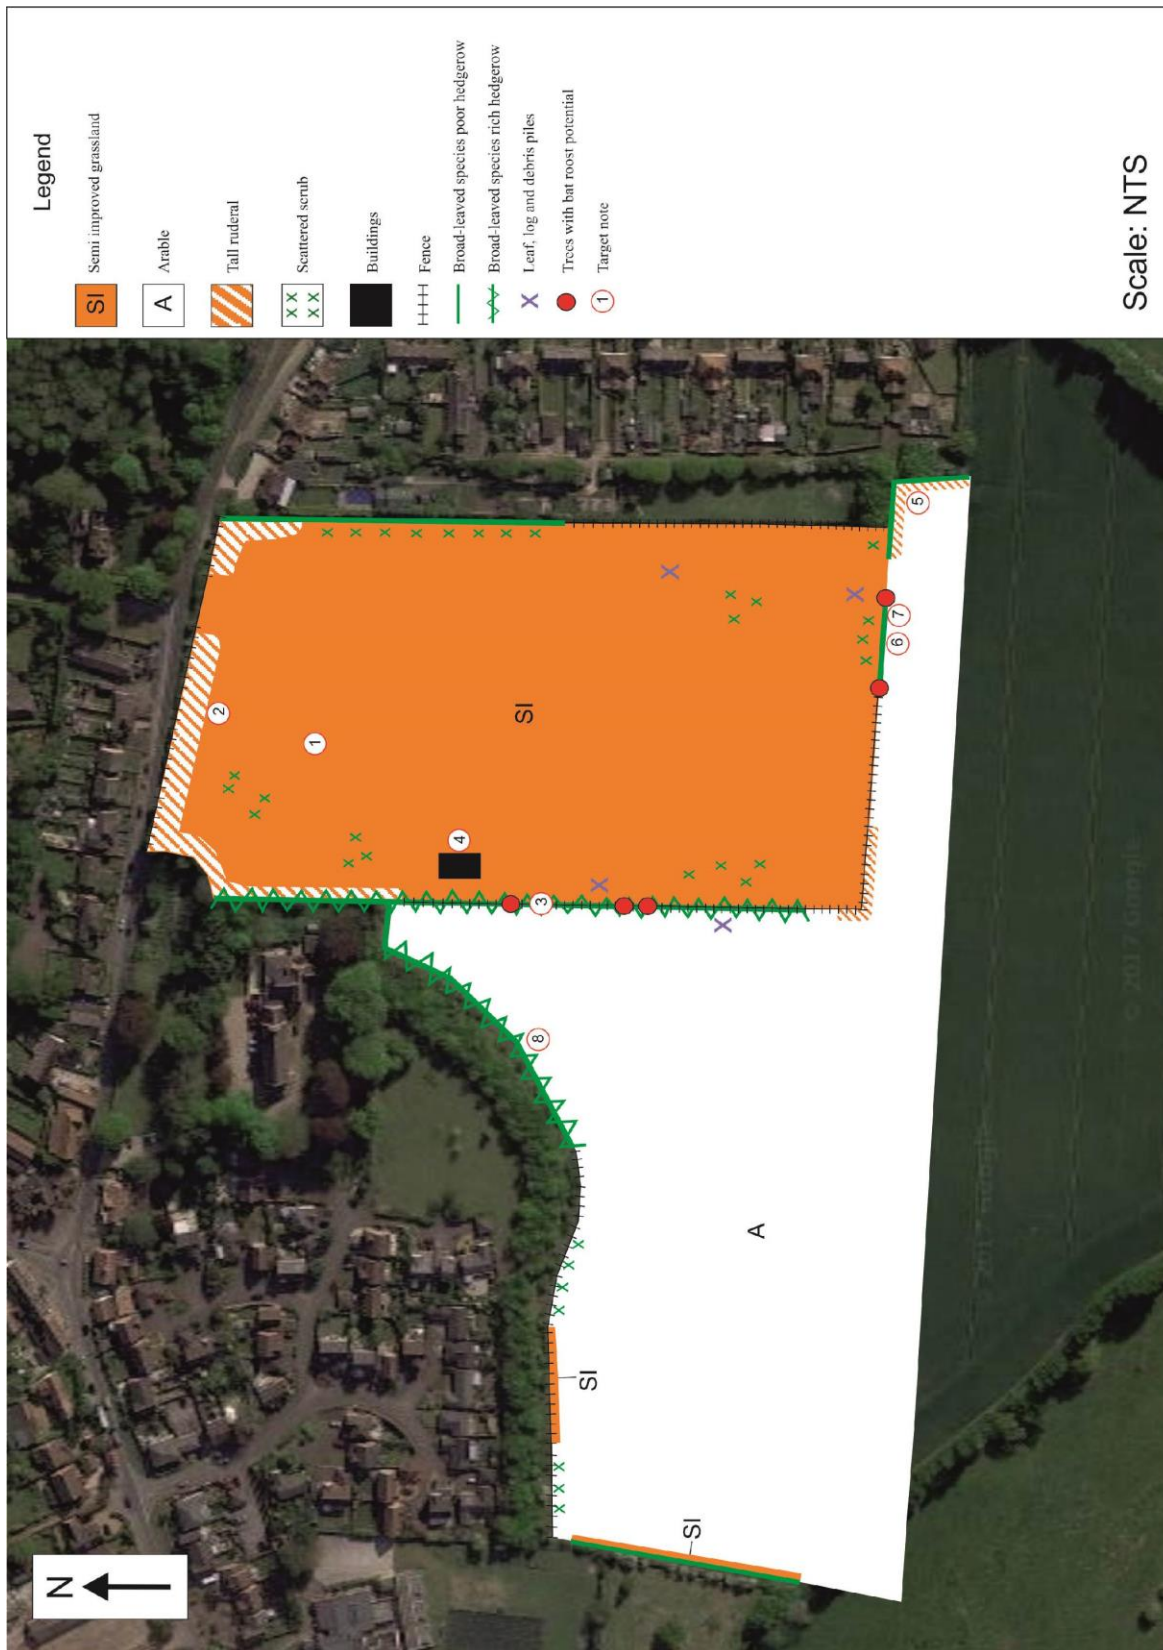 Legend
SI
Semi improved grassland
A
Arable
Tall ruderal
Scattered scrub
Buildings
Fence
Broad-leaved species poor hedgerow
Broad-leaved species rich hedgerow
Leaf, log and debris piles
Trees with bat roost potential
1
Target note
Scale: NTS
N
2
1
SI
4
3
5
7
6
8
A
SI
SI
© 2017 Google